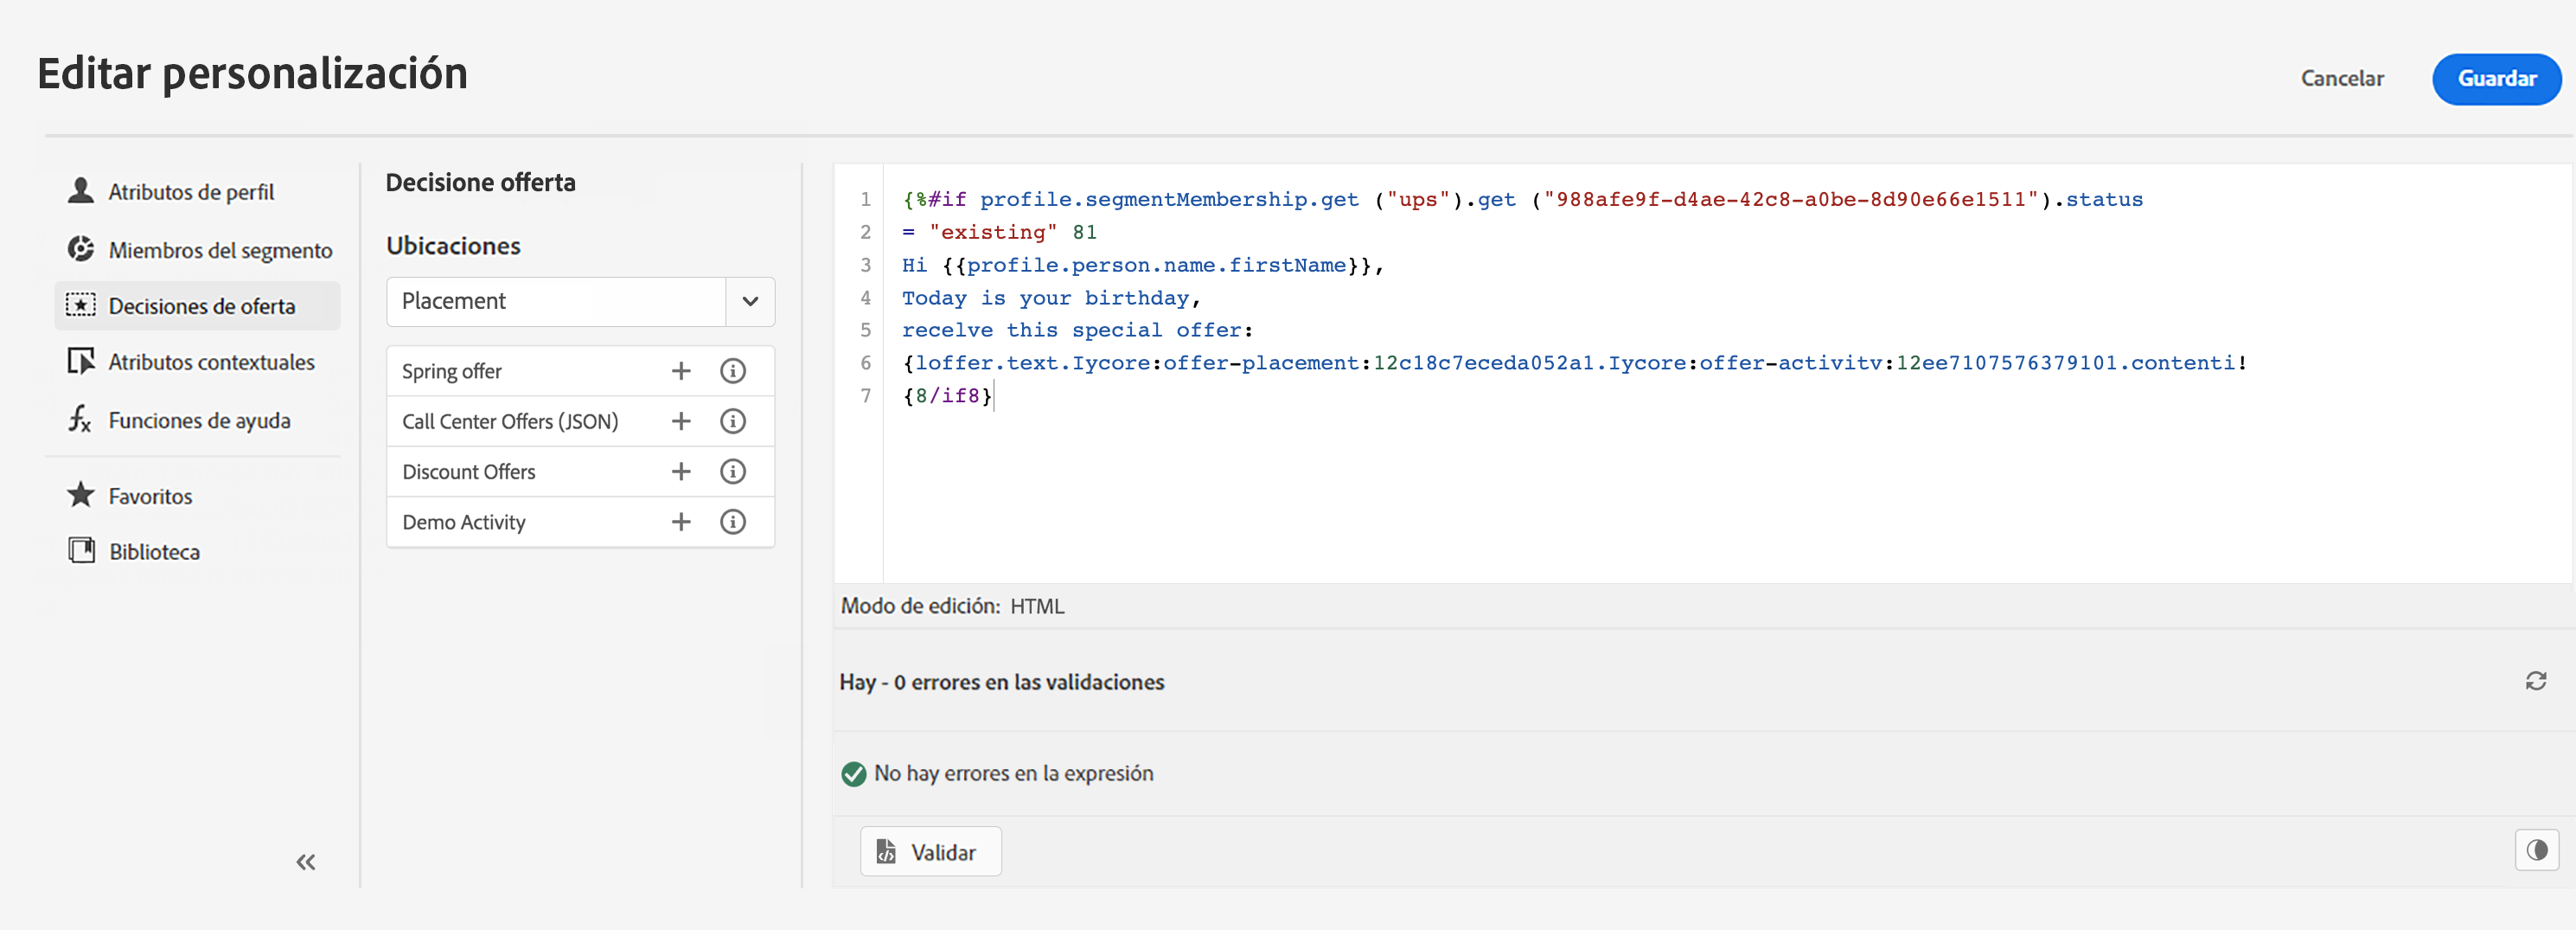 Editar personalización
Cancelar
Guardar
Atributos de perfil
Miembros del segmento
Decisiones de oferta
Atributos contextuales
Funciones de ayuda
Favoritos
Biblioteca
Decisione offerta
Ubicaciones
Placement
Spring offer
Call Center Offers (JSON)
Discount Offers
Demo Activity
1 {%#if profile.segmentMembership.get ("ups").get ("988afe9f-d4ae-42c8-a0be-8d90e66e1511").status
2 = "existing" 81
3 Hi {{profile.person.name.firstName}},
4 Today is your birthday,
5 recelve this special offer:
6 {loffer.text.Iycore:offer-placement:12c18c7eceda052a1.Iycore:offer-activitv:12ee7107576379101.contenti!
7 {8/if8}
Modo de edición: HTML
Hay - 0 errores en las validaciones
No hay errores en la expresión
Validar